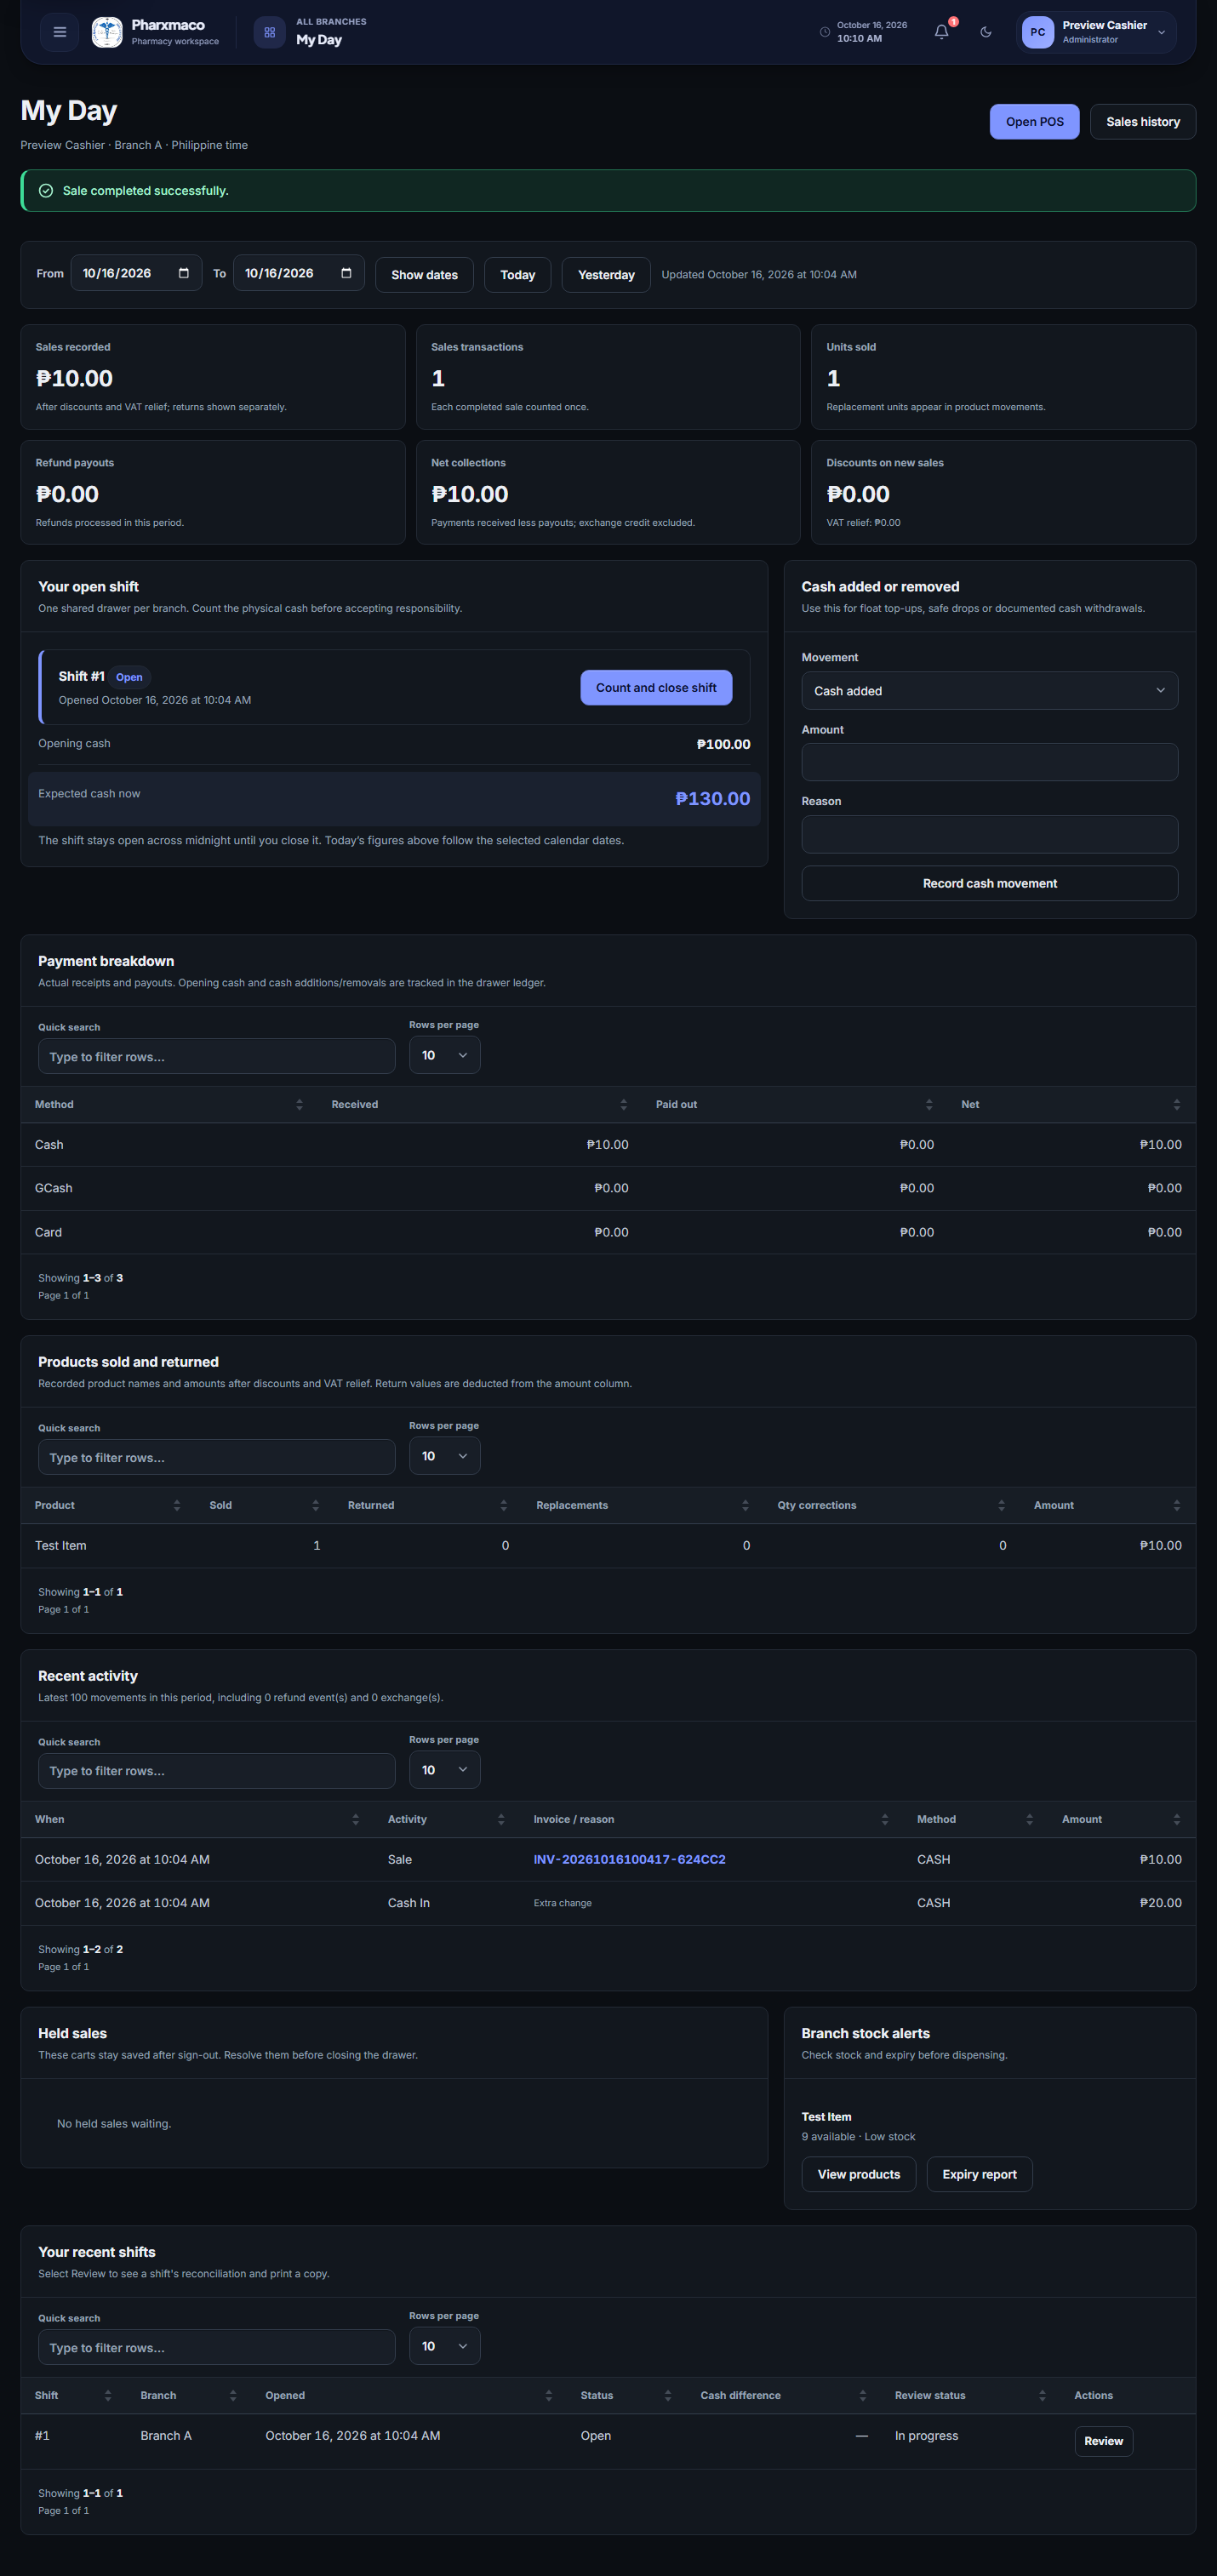 Pharxmaco
Pharmacy workspace
ALL BRANCHES
My Day
October 16, 2026
10:10 AM
1
PC
Preview Cashier
Administrator
My Day
Preview Cashier · Branch A · Philippine time
Open POS
Sales history
Sale completed successfully.
From 10/16/2026 To 10/16/2026 Show dates Today Yesterday Updated October 16, 2026 at 10:04 AM
Sales recorded
₱10.00
After discounts and VAT relief; returns shown separately.
Sales transactions
1
Each completed sale counted once.
Units sold
1
Replacement units appear in product movements.
Refund payouts
₱0.00
Refunds processed in this period.
Net collections
₱10.00
Payments received less payouts; exchange credit excluded.
Discounts on new sales
₱0.00
VAT relief: ₱0.00
Your open shift
One shared drawer per branch. Count the physical cash before accepting responsibility.
Shift #1 Open
Opened October 16, 2026 at 10:04 AM
Count and close shift
Opening cash ₱100.00
Expected cash now ₱130.00
The shift stays open across midnight until you close it. Today's figures above follow the selected calendar dates.
Cash added or removed
Use this for float top-ups, safe drops or documented cash withdrawals.
Movement
Cash added
Amount
Reason
Record cash movement
Payment breakdown
Actual receipts and payouts. Opening cash and cash additions/removals are tracked in the drawer ledger.
Quick search
Type to filter rows...
Rows per page
10
Method Received Paid out Net
Cash ₱10.00 ₱0.00 ₱10.00
GCash ₱0.00 ₱0.00 ₱0.00
Card ₱0.00 ₱0.00 ₱0.00
Showing 1–3 of 3
Page 1 of 1
Products sold and returned
Recorded product names and amounts after discounts and VAT relief. Return values are deducted from the amount column.
Quick search
Type to filter rows...
Rows per page
10
Product Sold Returned Replacements Qty corrections Amount
Test Item 1 0 0 0 ₱10.00
Showing 1–1 of 1
Page 1 of 1
Recent activity
Latest 100 movements in this period, including 0 refund event(s) and 0 exchange(s).
Quick search
Type to filter rows...
Rows per page
10
When Activity Invoice / reason Method Amount
October 16, 2026 at 10:04 AM Sale INV-20261016100417-624CC2 CASH ₱10.00
October 16, 2026 at 10:04 AM Cash In Extra change CASH ₱20.00
Showing 1–2 of 2
Page 1 of 1
Held sales
These carts stay saved after sign-out. Resolve them before closing the drawer.
No held sales waiting.
Branch stock alerts
Check stock and expiry before dispensing.
Test Item
9 available · Low stock
View products
Expiry report
Your recent shifts
Select Review to see a shift's reconciliation and print a copy.
Quick search
Type to filter rows...
Rows per page
10
Shift Branch Opened Status Cash difference Review status Actions
#1 Branch A October 16, 2026 at 10:04 AM Open — In progress Review
Showing 1–1 of 1
Page 1 of 1